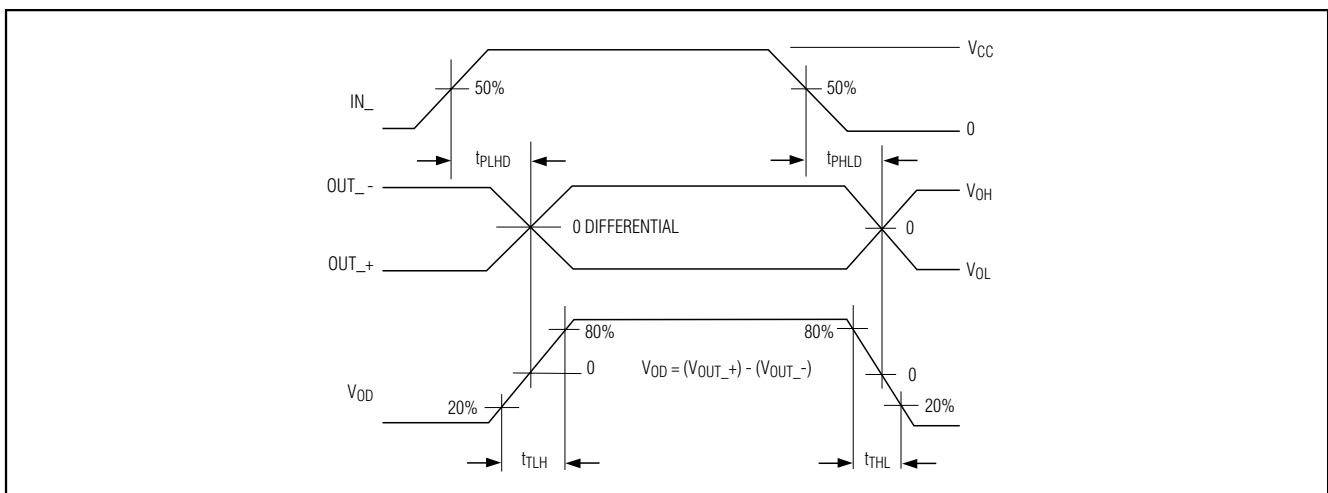 VCC
50%
50%
IN_
0
tPLHD
tPHLD
OUT_ -
VOH
0 DIFFERENTIAL
0
OUT_+
VOL
80%
80%
0
VOD = (VOUT_+) - (VOUT_-)
0
VOD
20%
20%
tTLH
tTHL